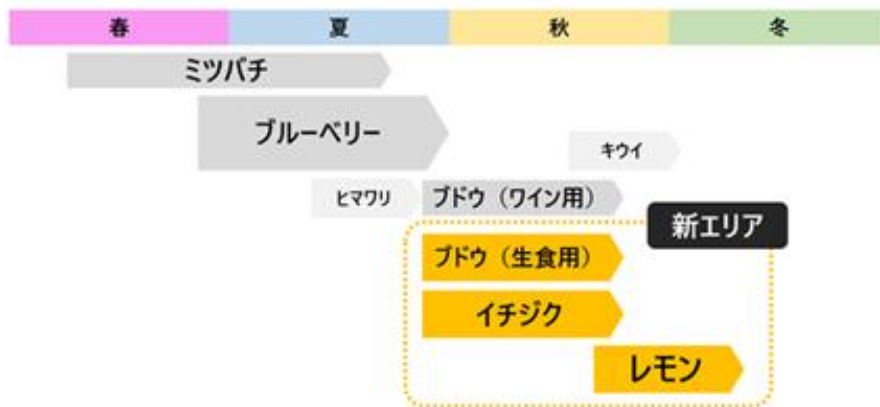 春 夏 秋 冬
ミツバチ
ブルーベリー
キウイ
ヒマワリ
ブドウ（ワイン用）
新エリア
ブドウ（生食用）
イチジク
レモン